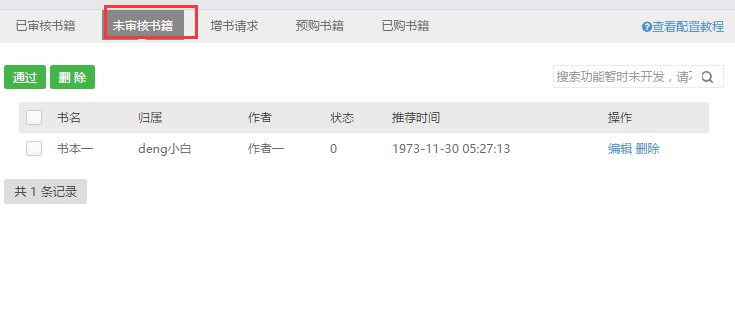 已审核书籍 未审核书籍 增书请求 预购书籍 已购书籍 查看配置教程
通过 删除 搜索功能暂时未开发，请
书名 归属 作者 状态 推荐时间 操作
书本一 deng小白 作者一 0 1973-11-30 05:27:13 编辑 删除
共 1 条记录